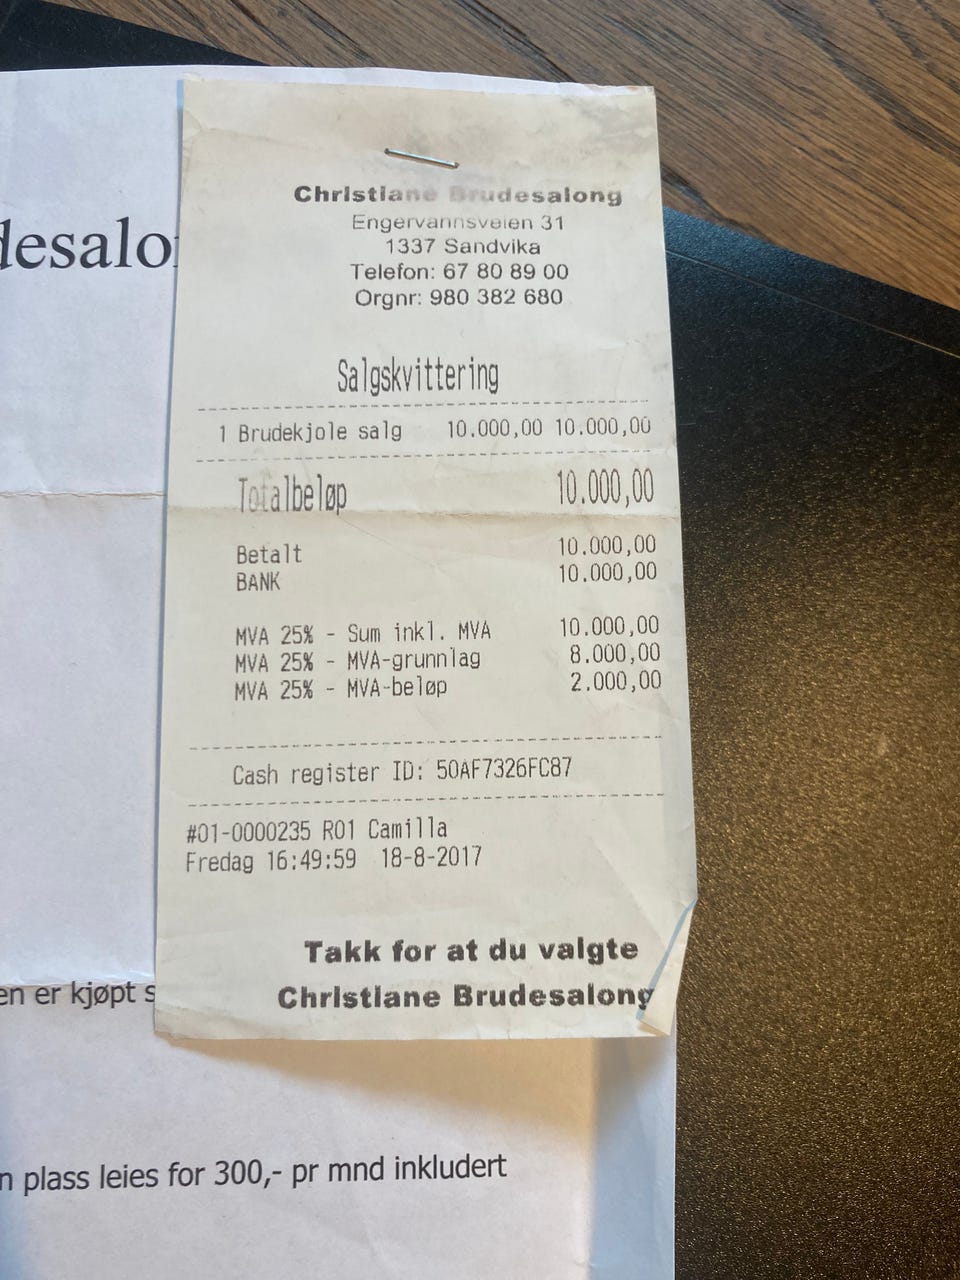 Christiane Brudesalong
Engervannsveien 31
1337 Sandvika
Telefon: 67 80 89 00
Orgnr: 980 382 680
desalo
Salgskvittering
1 Brudekjole salg 10.000,00 10.000,00
Totalbeløp 10.000,00
Betalt 10.000,00
BANK 10.000,00
MVA 25% - Sum inkl. MVA 10.000,00
MVA 25% - MVA-grunnlag 8.000,00
MVA 25% - MVA-beløp 2.000,00
Cash register ID: 50AF7326FC87
#01-0000235 R01 Camilla
Fredag 16:49:59 18-8-2017
Takk for at du valgte
Christiane Brudesalong
en er kjøpt s
n plass leies for 300,- pr mnd inkludert